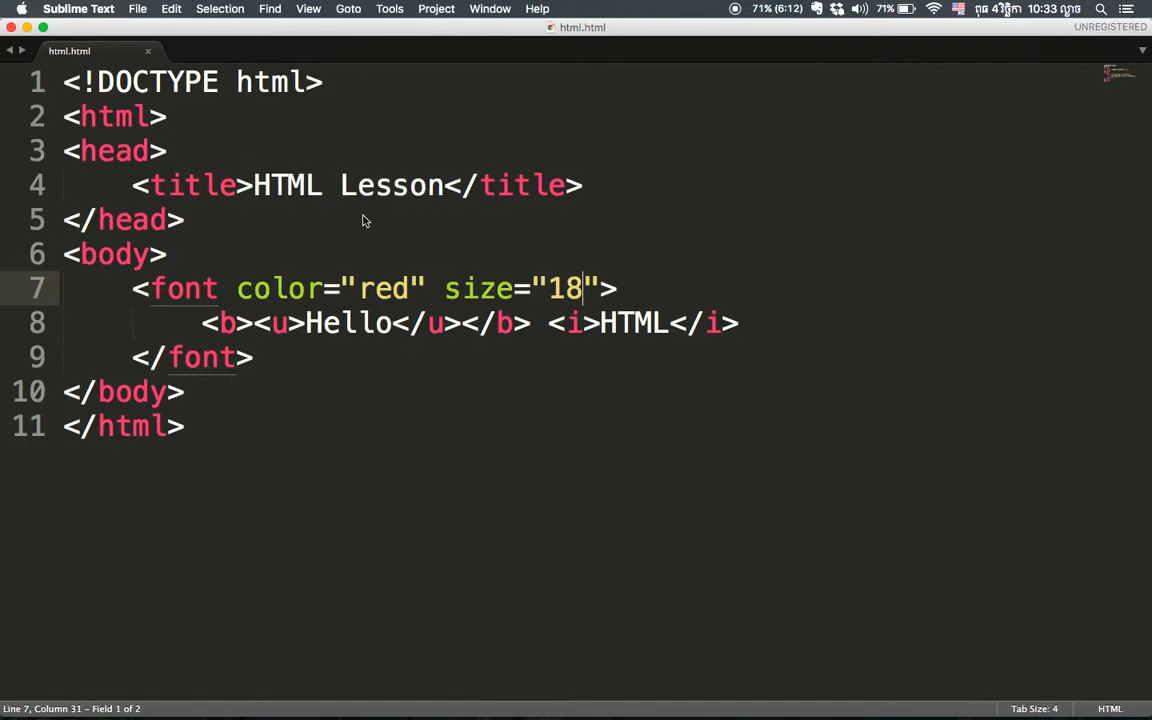 Sublime Text File Edit Selection Find View Goto Tools Project Window Help 71% (6:12) 71% 10:33
html.html UNREGISTERED
html.html
1 <!DOCTYPE html>
2 <html>
3 <head>
4 <title>HTML Lesson</title>
5 </head>
6 <body>
7 <font color="red" size="18">
8 <b><u>Hello</u></b> <i>HTML</i>
9 </font>
10 </body>
11 </html>
Line 7, Column 31 - Field 1 of 2 Tab Size: 4 HTML